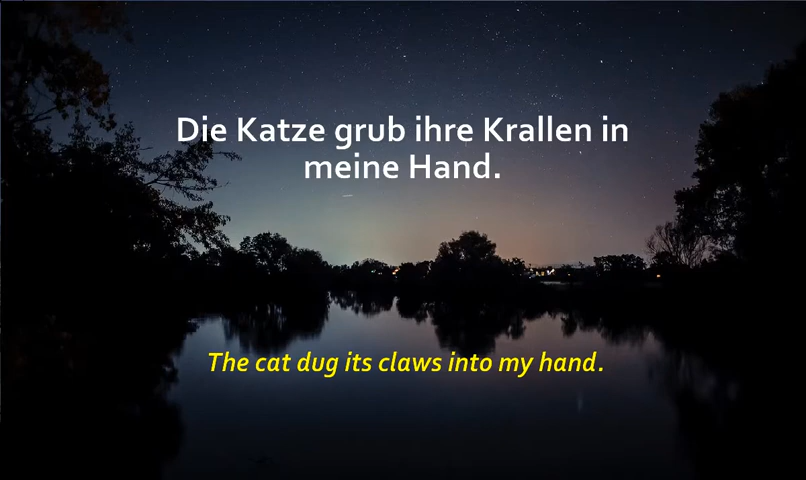 Die Katze grub ihre Krallen in
meine Hand.
The cat dug its claws into my hand.